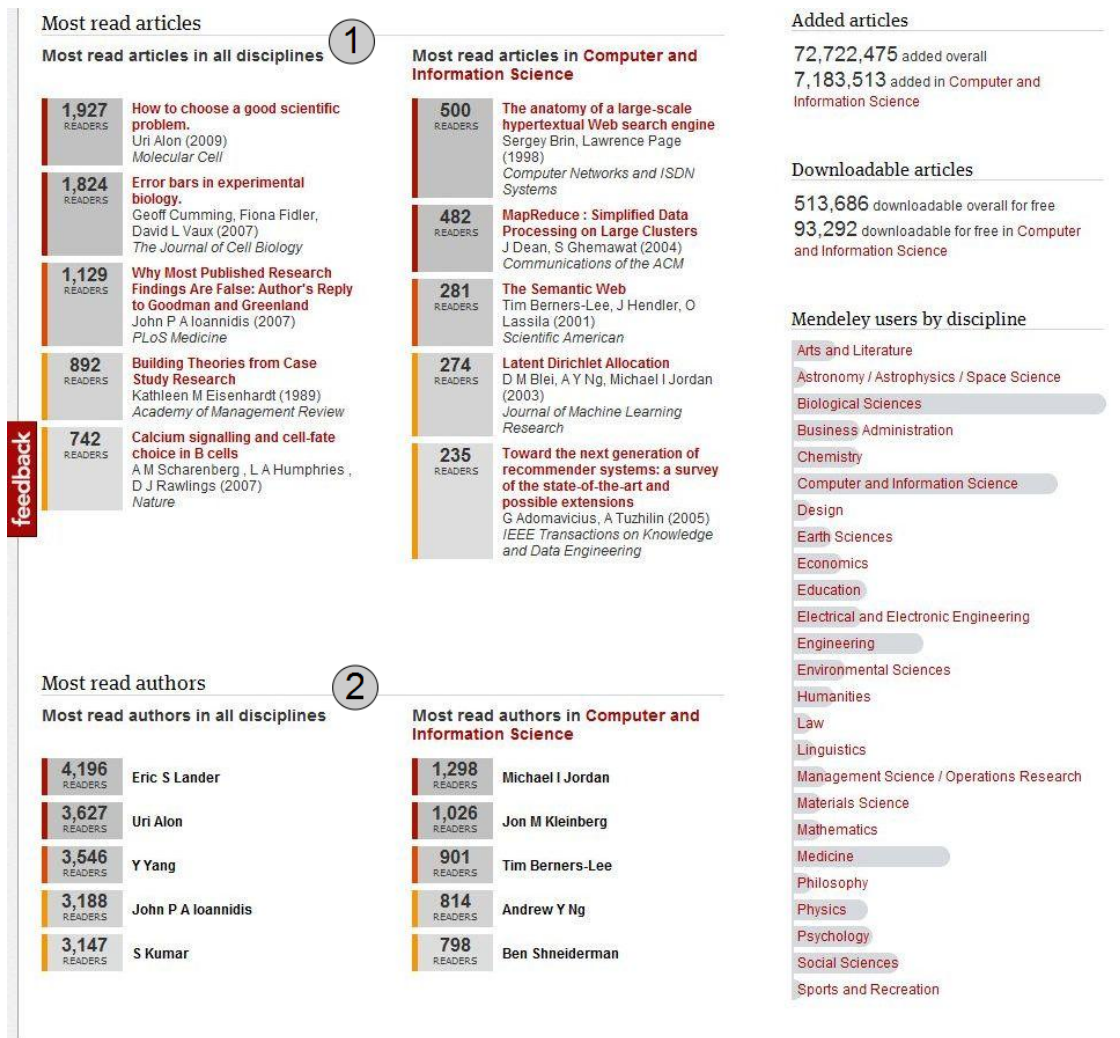 Most read articles
1
Most read articles in all disciplines
1,927
READERS
How to choose a good scientific
problem.
Uri Alon (2009)
Molecular Cell
1,824
READERS
Error bars in experimental
biology.
Geoff Cumming, Fiona Fidler,
David L Vaux (2007)
The Journal of Cell Biology
1,129
READERS
Why Most Published Research
Findings Are False: Author's Reply
to Goodman and Greenland
John P A Ioannidis (2007)
PLoS Medicine
892
READERS
Building Theories from Case
Study Research
Kathleen M Eisenhardt (1989)
Academy of Management Review
742
READERS
Calcium signalling and cell-fate
choice in B cells
A M Scharenberg , L A Humphries ,
D J Rawlings (2007)
Nature
Most read articles in Computer and
Information Science
500
READERS
The anatomy of a large-scale
hypertextual Web search engine
Sergey Brin, Lawrence Page
(1998)
Computer Networks and ISDN
Systems
482
READERS
MapReduce : Simplified Data
Processing on Large Clusters
J Dean, S Ghemawat (2004)
Communications of the ACM
281
READERS
The Semantic Web
Tim Berners-Lee, J Hendler, O
Lassila (2001)
Scientific American
274
READERS
Latent Dirichlet Allocation
D M Blei, A Y Ng, Michael I Jordan
(2003)
Journal of Machine Learning
Research
235
READERS
Toward the next generation of
recommender systems: a survey
of the state-of-the-art and
possible extensions
G Adomavicius, A Tuzhilin (2005)
IEEE Transactions on Knowledge
and Data Engineering
feedback
Most read authors
2
Most read authors in all disciplines
4,196
READERS
Eric S Lander
3,627
READERS
Uri Alon
3,546
READERS
Y Yang
3,188
READERS
John P A Ioannidis
3,147
READERS
S Kumar
Most read authors in Computer and
Information Science
1,298
READERS
Michael I Jordan
1,026
READERS
Jon M Kleinberg
901
READERS
Tim Berners-Lee
814
READERS
Andrew Y Ng
798
READERS
Ben Shneiderman
Added articles
72,722,475 added overall
7,183,513 added in Computer and
Information Science
Downloadable articles
513,686 downloadable overall for free
93,292 downloadable for free in Computer
and Information Science
Mendeley users by discipline
Arts and Literature
Astronomy / Astrophysics / Space Science
Biological Sciences
Business Administration
Chemistry
Computer and Information Science
Design
Earth Sciences
Economics
Education
Electrical and Electronic Engineering
Engineering
Environmental Sciences
Humanities
Law
Linguistics
Management Science / Operations Research
Materials Science
Mathematics
Medicine
Philosophy
Physics
Psychology
Social Sciences
Sports and Recreation